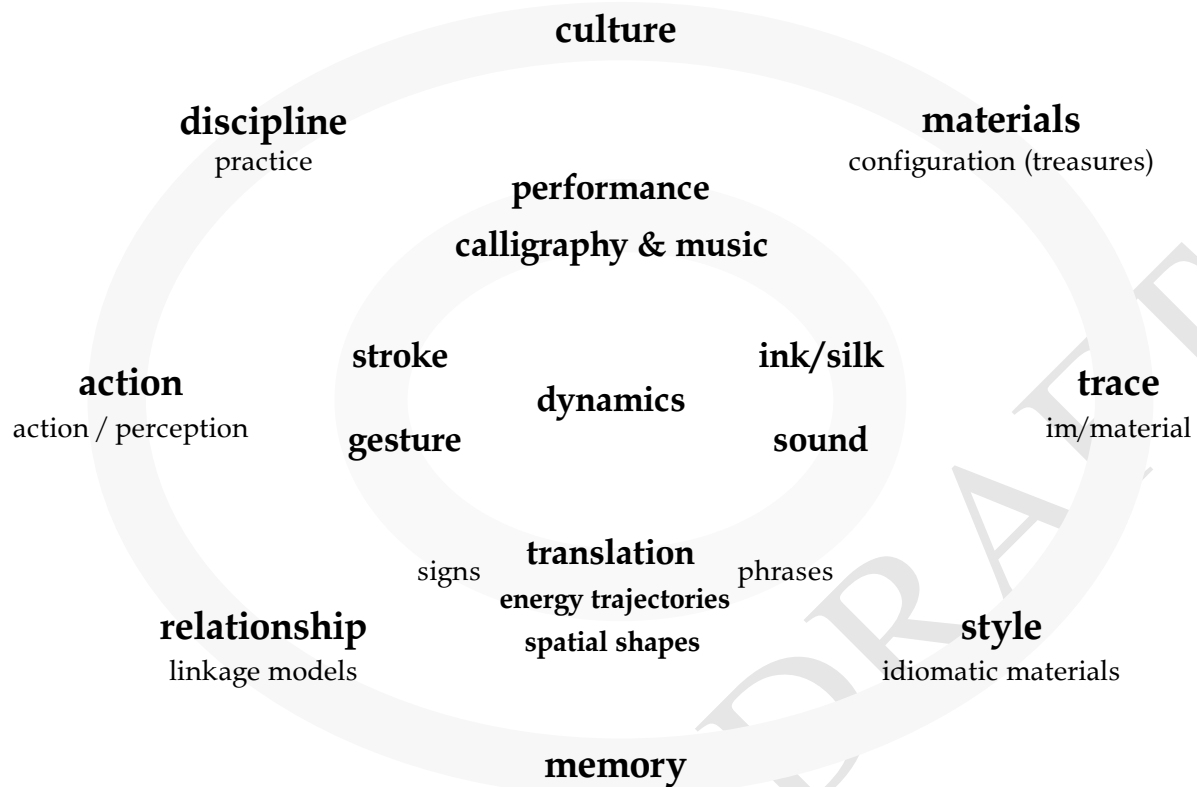 culture
discipline
practice
materials
configuration (treasures)
performance
calligraphy & music
stroke
ink/silk
action
action / perception
dynamics
trace
im/material
gesture
sound
signs
translation
phrases
energy trajectories
spatial shapes
relationship
linkage models
style
idiomatic materials
memory
DRAFT